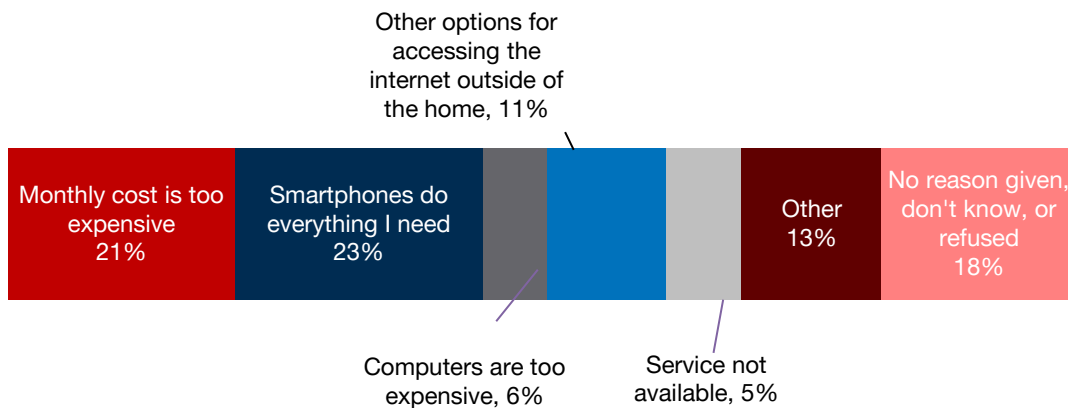 Other options for
accessing the
internet outside of
the home, 11%
Monthly cost is too
expensive
21%
Smartphones do
everything I need
23%
Other
13%
No reason given,
don't know, or
refused
18%
Computers are too
expensive, 6%
Service not
available, 5%